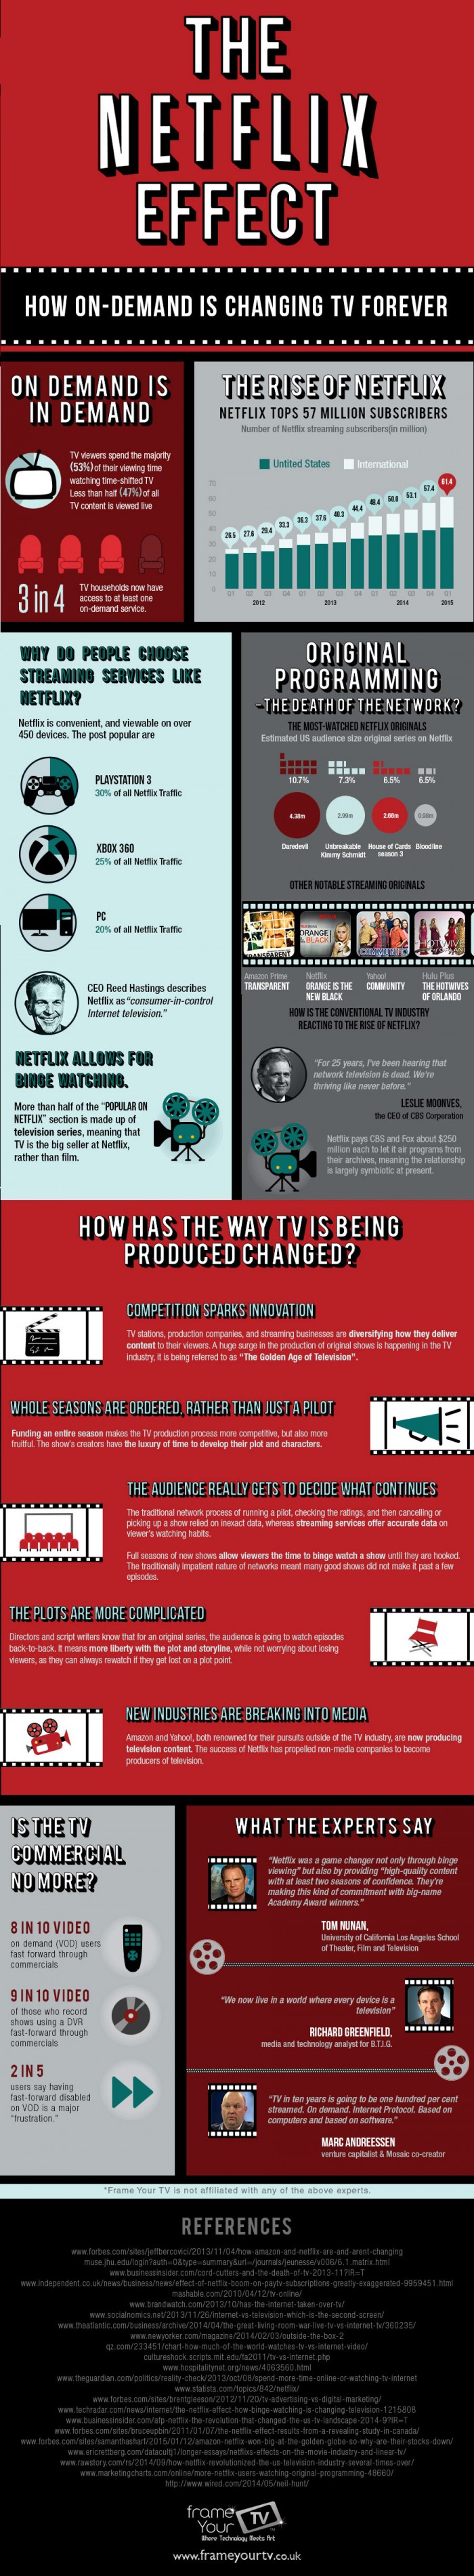 THE
NETFLIX
EFFECT
HOW ON-DEMAND IS CHANGING TV FOREVER
ON DEMAND IS
IN DEMAND
TV viewers spend the majority
(53%) of their viewing time
watching time-shifted TV
Less than half (47%) of all
TV content is viewed live
3 in 4
TV households now have
access to at least one
on-demand service.
THE RISE OF NETFLIX
NETFLIX TOPS 57 MILLION SUBSCRIBERS
Number of Netflix streaming subscribers(in million)
United States
International
70
60
50
40
30
20
10
0
26.5 27.6 29.4 33.3 36.3 37.6 40.3 44.4 48.4 50.0 53.1 57.4 61.4
Q1 Q2 Q3 Q4 Q1 Q2 Q3 Q4 Q1 Q2 Q3 Q4 Q1
2012 2013 2014 2015
WHY DO PEOPLE CHOOSE
STREAMING SERVICES LIKE
NETFLIX?
Netflix is convenient, and viewable on over
450 devices. The post popular are
PLAYSTATION 3
30% of all Netflix Traffic
XBOX 360
25% of all Netflix Traffic
PC
20% of all Netflix Traffic
CEO Reed Hastings describes
Netflix as "consumer-in-control
Internet television."
NETFLIX ALLOWS FOR
BINGE WATCHING.
More than half of the "POPULAR ON
NETFLIX" section is made up of
television series, meaning that
TV is the big seller at Netflix,
rather than film.
ORIGINAL
PROGRAMMING
-THE DEATH OF THE NETWORK?
THE MOST-WATCHED NETFLIX ORIGINALS
Estimated US audience size original series on Netflix
10.7% 7.3% 6.5% 6.5%
4.38m 2.99m 2.66m
Daredevil
Unbreakable
Kimmy Schmidt
House of Cards
season 3
Bloodline
OTHER NOTABLE STREAMING ORIGINALS
TRANSPARENT
ORANGE
BLACK
COMMUNITY
HOTWIVE
Amazon Prime
TRANSPARENT
Netflix
ORANGE IS THE
NEW BLACK
Yahoo!
COMMUNITY
Hulu Plus
THE HOTWIVES
OF ORLANDO
HOW IS THE CONVENTIONAL TV INDUSTRY
REACTING TO THE RISE OF NETFLIX?
"For 25 years, I've been hearing that
network television is dead. We're
thriving like never before."
LESLIE MOONVES,
the CEO of CBS Corporation
Netflix pays CBS and Fox about $250
million each to let it air programs from
their archives, meaning the relationship
is largely symbiotic at present.
HOW HAS THE WAY TV IS BEING
PRODUCED CHANGED?
COMPETITION SPARKS INNOVATION
TV stations, production companies, and streaming businesses are diversifying how they deliver
content to their viewers. A huge surge in the production of original shows is happening in the TV
industry, it is being referred to as "The Golden Age of Television".
WHOLE SEASONS ARE ORDERED, RATHER THAN JUST A PILOT
Funding an entire season makes the TV production process more competitive, but also more
fruitful. The show's creators have the luxury of time to develop their plot and characters.
THE AUDIENCE REALLY GETS TO DECIDE WHAT CONTINUES
The traditional network process of running a pilot, checking the ratings, and then cancelling or
picking up a show relied on inexact data, whereas streaming services offer accurate data on
viewer's watching habits.
Full seasons of new shows allow viewers the time to binge watch a show until they are hooked.
The traditionally impatient nature of networks meant many good shows did not make it past a few
episodes.
THE PLOTS ARE MORE COMPLICATED
Directors and script writers know that for an original series, the audience is going to watch episodes
back-to-back. It means more liberty with the plot and storyline, while not worrying about losing
viewers, as they can always rewatch if they get lost on a plot point.
NEW INDUSTRIES ARE BREAKING INTO MEDIA
Amazon and Yahoo!, both renowned for their pursuits outside of the TV industry, are now producing
television content. The success of Netflix has propelled non-media companies to become
producers of television.
IS THE TV
COMMERCIAL
NO MORE?
8 IN 10 VIDEO
on demand (VOD) users
fast forward through
commercials
9 IN 10 VIDEO
of those who record
shows using a DVR
fast-forward through
commercials
2 IN 5
users say having
fast-forward disabled
on VOD is a major
"frustration."
WHAT THE EXPERTS SAY
"Netflix was a game changer not only through binge
viewing" but also by providing "high-quality content
with at least two seasons of confidence. They're
making this kind of commitment with big-name
Academy Award winners."
TOM NUNAN,
University of California Los Angeles School
of Theater, Film and Television
"We now live in a world where every device is a
television"
RICHARD GREENFIELD,
media and technology analyst for B.T.I.G.
"TV in ten years is going to be one hundred per cent
streamed. On demand. Internet Protocol. Based on
computers and based on software."
MARC ANDREESSEN
venture capitalist & Mosaic co-creator
*Frame Your TV is not affiliated with any of the above experts.
REFERENCES
www.forbes.com/sites/jeffbercovici/2013/11/04/how-amazon-and-netflix-are-and-arent-changing
muse.jhu.edu/login?auth=0&type=summary&url=/journals/jeunesse/v006/6.1.matrix.html
www.businessinsider.com/cord-cutters-and-the-death-of-tv-2013-11?IR=T
www.independent.co.uk/news/business/news/effect-of-netflix-boom-on-paytv-subscriptions-greatly-exaggerated-9959451.html
mashable.com/2010/04/12/tv-online/
www.brandwatch.com/2013/10/has-the-internet-taken-over-tv/
www.socialnomics.net/2013/11/26/internet-vs-television-which-is-the-second-screen/
www.theatlantic.com/business/archive/2014/04/the-great-living-room-war-live-tv-vs-internet-tv/360235/
www.newyorker.com/magazine/2014/02/03/outside-the-box-2
qz.com/233451/chart-how-much-of-the-world-watches-tv-vs-internet-video/
cultureshock.scripts.mit.edu/fa2011/tv-vs-internet.php
www.hospitalitynet.org/news/4063560.html
www.theguardian.com/politics/reality-check/2013/oct/08/spend-more-time-online-or-watching-tv-internet
www.statista.com/topics/842/netflix/
www.forbes.com/sites/brentgleeson/2012/11/20/tv-advertising-vs-digital-marketing/
www.techradar.com/news/internet/the-netflix-effect-how-binge-watching-is-changing-television-1215808
www.businessinsider.com/afp-netflix-the-revolution-that-changed-the-us-tv-landscape-2014-9?IR=T
www.forbes.com/sites/bruceupbin/2011/01/07/the-netflix-effect-results-from-a-revealing-study-in-canada/
www.forbes.com/sites/samanthasharf/2015/01/12/amazon-netflix-won-big-at-the-golden-globe-so-why-are-their-stocks-down/
www.ericrettberg.com/datacultj1/longer-essays/netflixs-effects-on-the-movie-industry-and-linear-tv/
www.rawstory.com/rs/2014/09/how-netflix-revolutionized-the-us-television-industry-several-times-over/
www.marketingcharts.com/online/more-netflix-users-watching-original-programming-48660/
http://www.wired.com/2014/05/neil-hunt/
frame
Your TV
Where Technology Meets Art
www.frameyourtv.co.uk